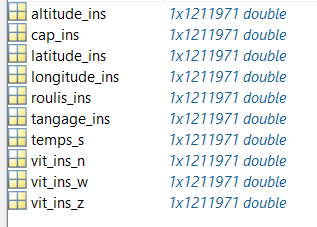 altitude_ins 1x1211971 double
cap_ins 1x1211971 double
latitude_ins 1x1211971 double
longitude_ins 1x1211971 double
roulis_ins 1x1211971 double
tangage_ins 1x1211971 double
temps_s 1x1211971 double
vit_ins_n 1x1211971 double
vit_ins_w 1x1211971 double
vit_ins_z 1x1211971 double